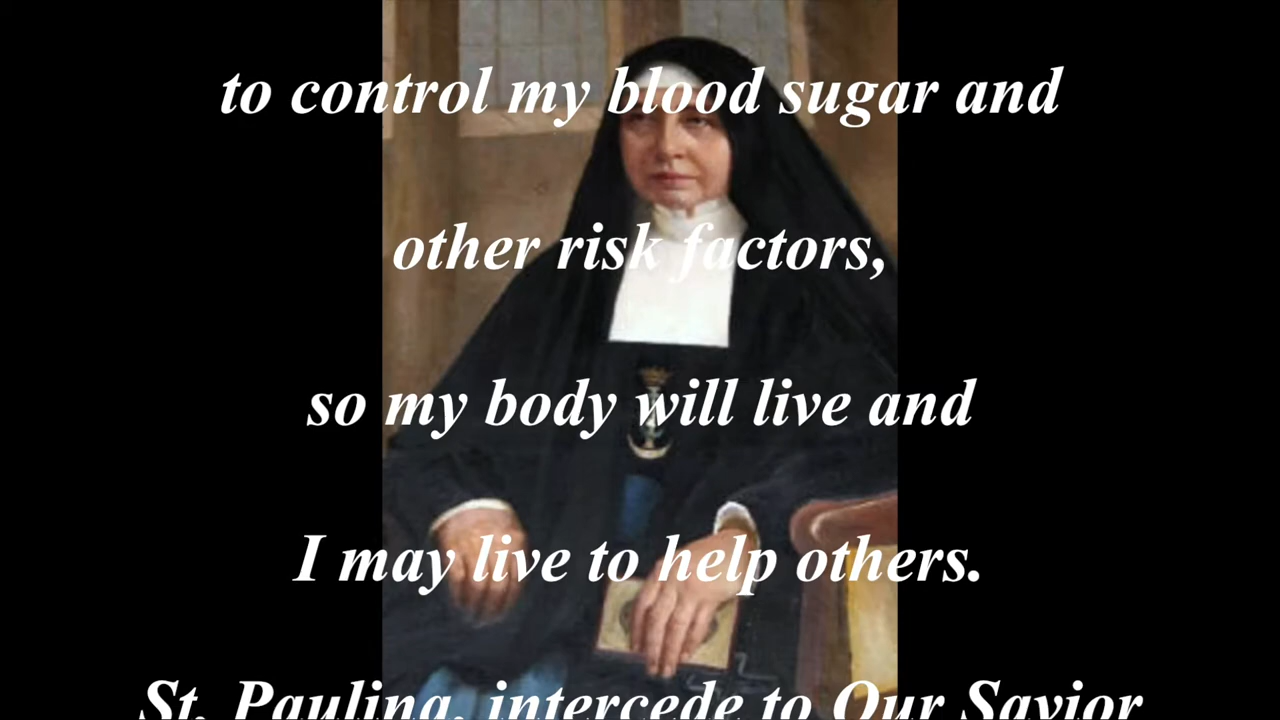 to control my blood sugar and
other risk factors,
so my body will live and
I may live to help others.
St. Paulina, intercede to Our Savior